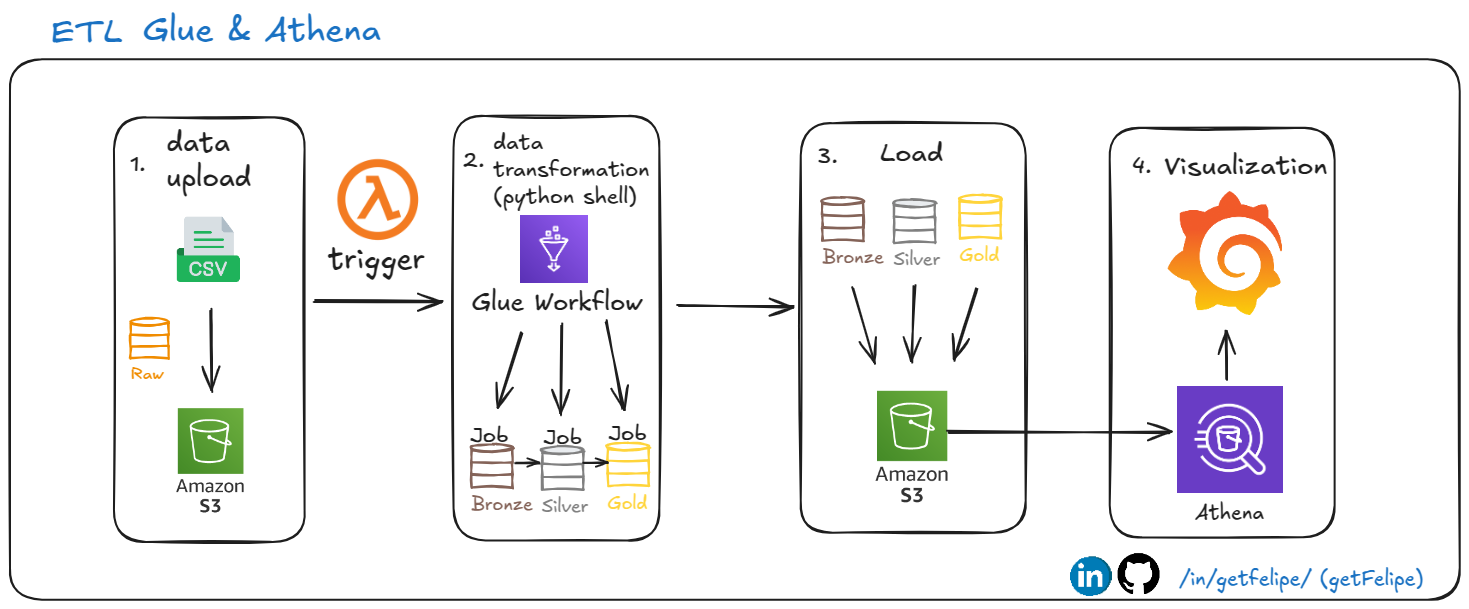 ETL Glue & Athena
1.
data
upload
CSV
Raw
Amazon
S3
trigger
2.
data
transformation
(python shell)
Glue Workflow
Job Job Job
Bronze Silver Gold
3. Load
Bronze Silver Gold
Amazon
S3
4. Visualization
Athena
in /in/getfelipe/ (getFelipe)